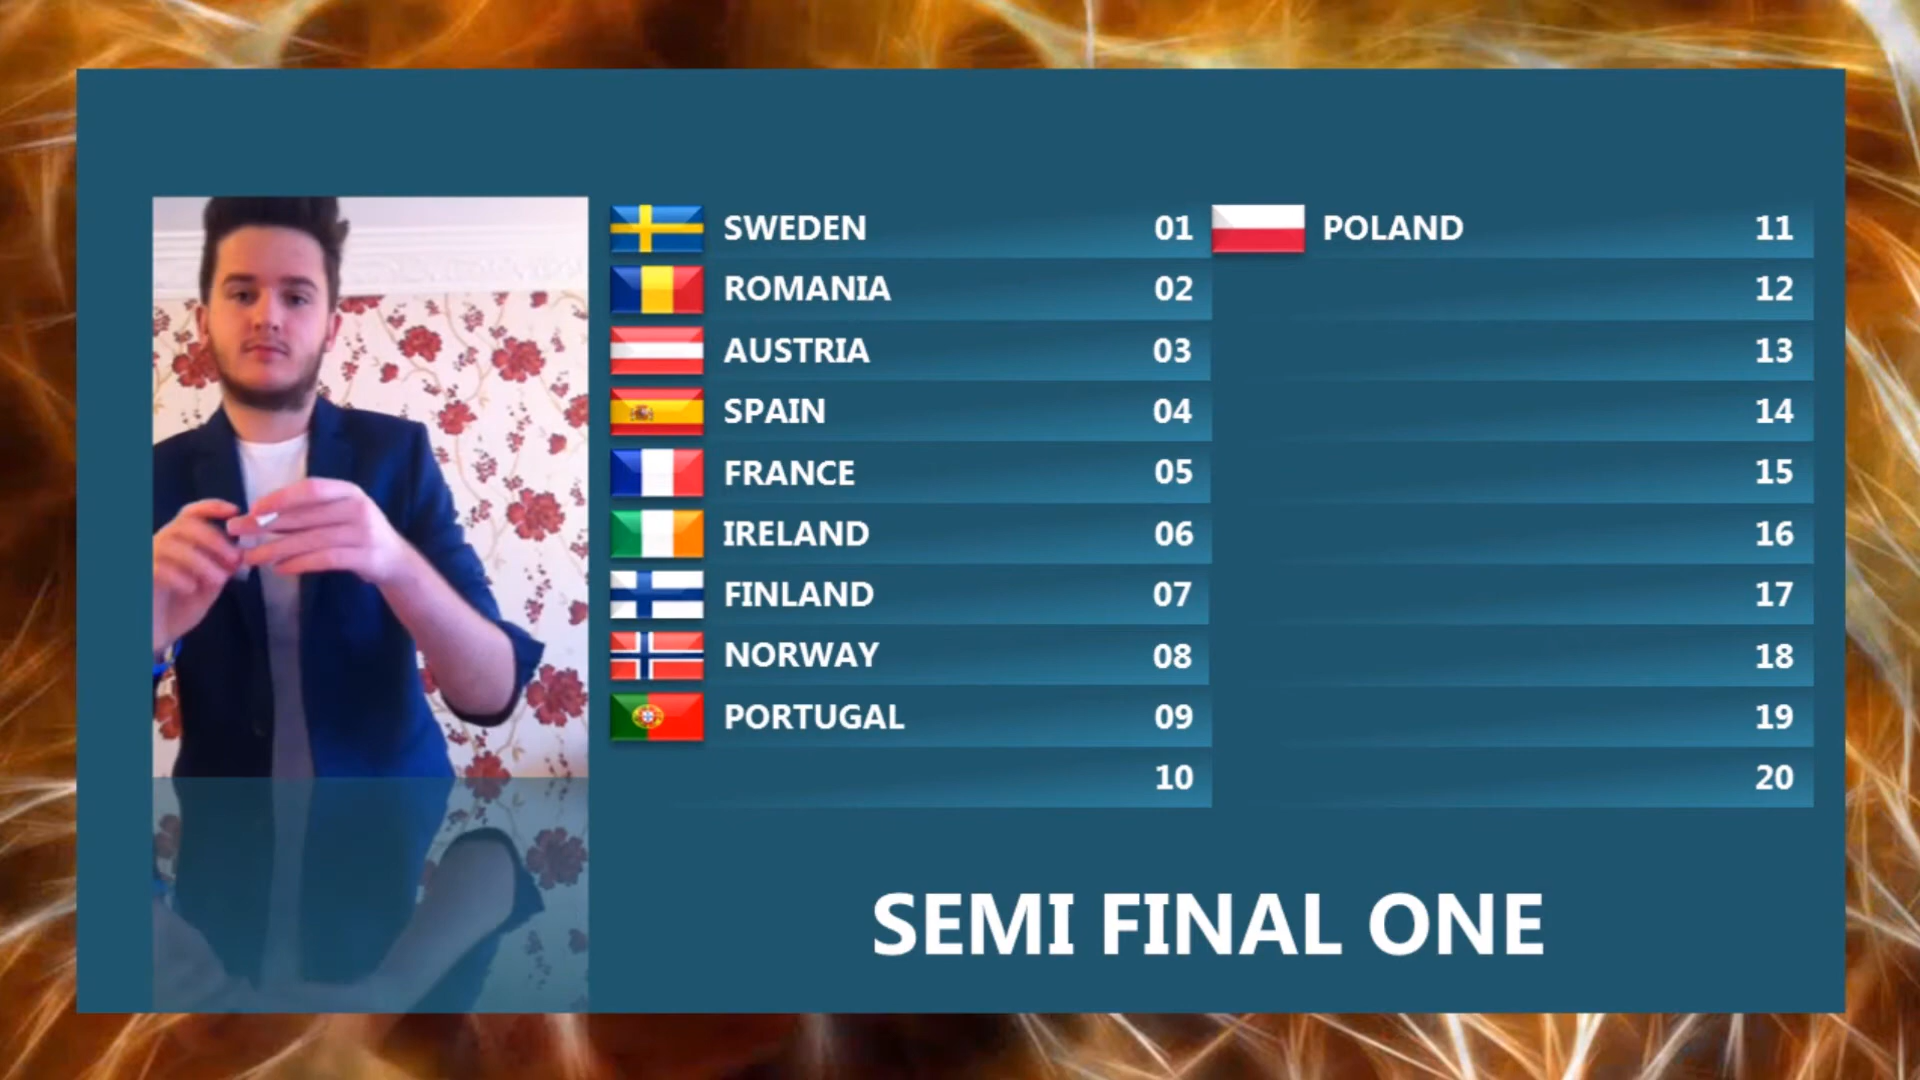 SWEDEN 01
ROMANIA 02
AUSTRIA 03
SPAIN 04
FRANCE 05
IRELAND 06
FINLAND 07
NORWAY 08
PORTUGAL 09
10
POLAND 11
12
13
14
15
16
17
18
19
20
SEMI FINAL ONE